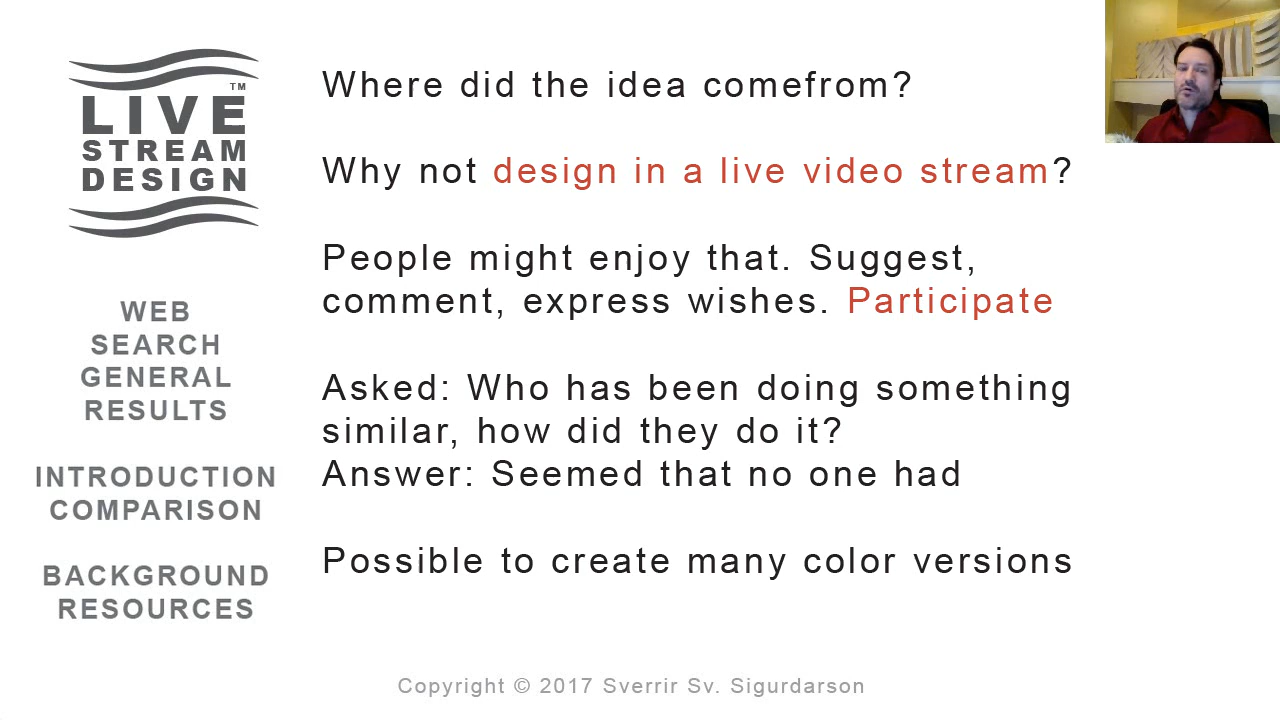 LIVE™
STREAM
DESIGN
WEB
SEARCH
GENERAL
RESULTS
INTRODUCTION
COMPARISON
BACKGROUND
RESOURCES
Where did the idea comefrom?
Why not design in a live video stream?
People might enjoy that. Suggest,
comment, express wishes. Participate
Asked: Who has been doing something
similar, how did they do it?
Answer: Seemed that no one had
Possible to create many color versions
Copyright © 2017 Sverrir Sv. Sigurdarson